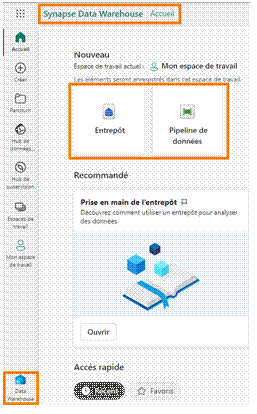 Synapse Data Warehouse Accueil
Accueil
Créer
Parcourir
Hub de
données...
Hub de
supervision
Espaces de
travail
Mon espace
de travail
Data
Warehouse
Nouveau
Espace de travail actuel : Mon espace de travail
Les éléments seront enregistrés dans cet espace de travail.
Entrepôt
Pipeline de
données
Recommandé
Prise en main de l'entrepôt
Découvrez comment utiliser un entrepôt pour analyser
des données
Ouvrir
Accès rapide
Favoris